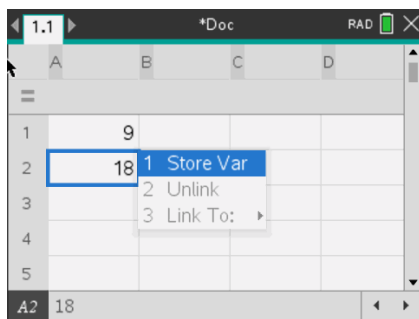 1.1 *Doc RAD
A B C D
=
1 9
2 18
3
4
5
1 Store Var
2 Unlink
3 Link To:
A2 18